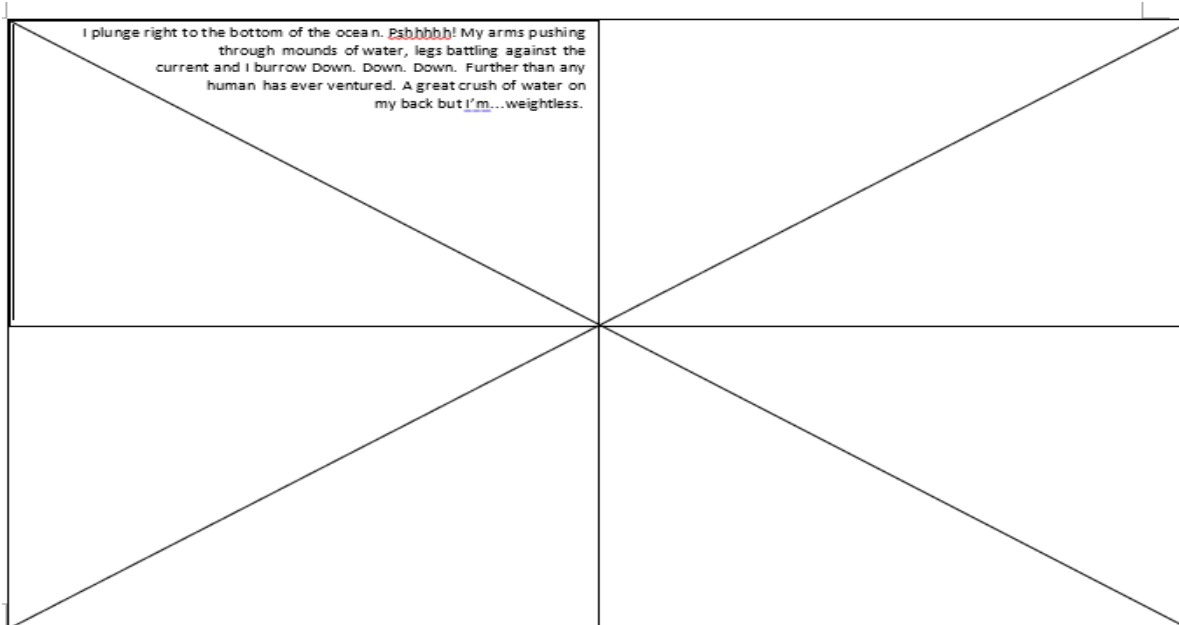 I plunge right to the bottom of the ocean. Pshhhhh! My arms pushing
through mounds of water, legs battling against the
current and I burrow Down. Down. Down. Further than any
human has ever ventured. A great crush of water on
my back but I'm...weightless.